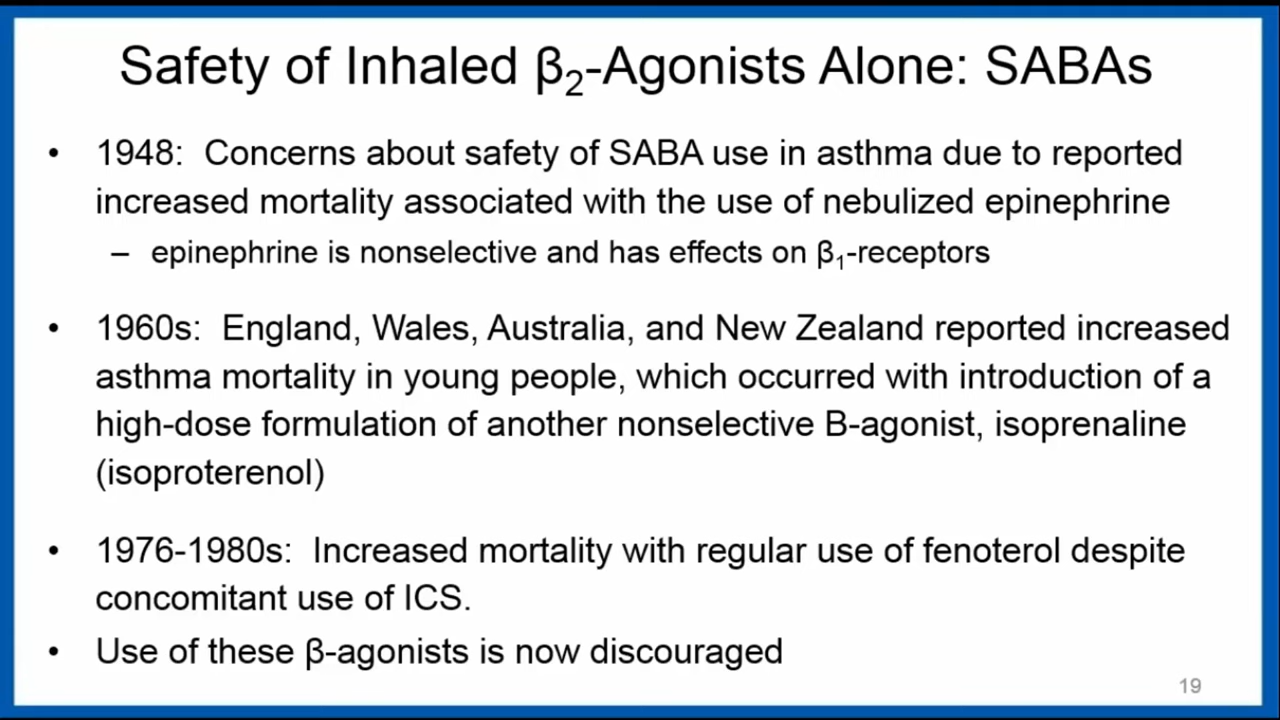 Safety of Inhaled β₂-Agonists Alone: SABAs
• 1948: Concerns about safety of SABA use in asthma due to reported
increased mortality associated with the use of nebulized epinephrine
– epinephrine is nonselective and has effects on β₁-receptors
• 1960s: England, Wales, Australia, and New Zealand reported increased
asthma mortality in young people, which occurred with introduction of a
high-dose formulation of another nonselective B-agonist, isoprenaline
(isoproterenol)
• 1976-1980s: Increased mortality with regular use of fenoterol despite
concomitant use of ICS.
• Use of these β-agonists is now discouraged
19